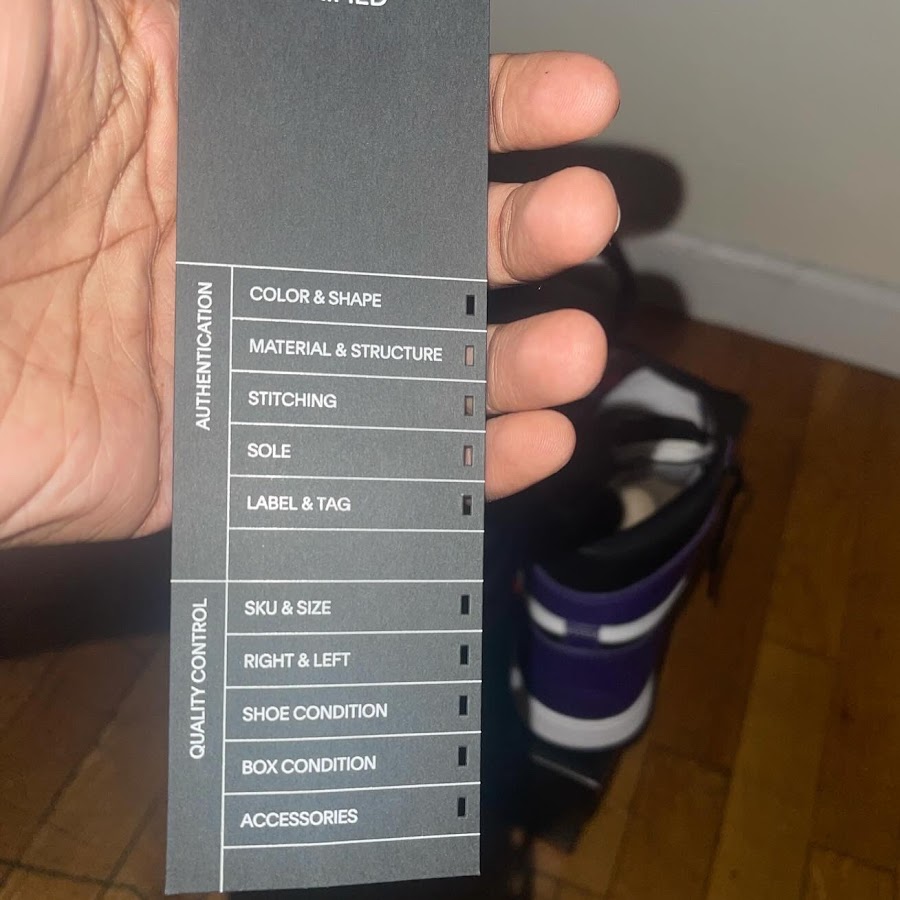 AUTHENTICATION
COLOR & SHAPE
MATERIAL & STRUCTURE
STITCHING
SOLE
LABEL & TAG
QUALITY CONTROL
SKU & SIZE
RIGHT & LEFT
SHOE CONDITION
BOX CONDITION
ACCESSORIES